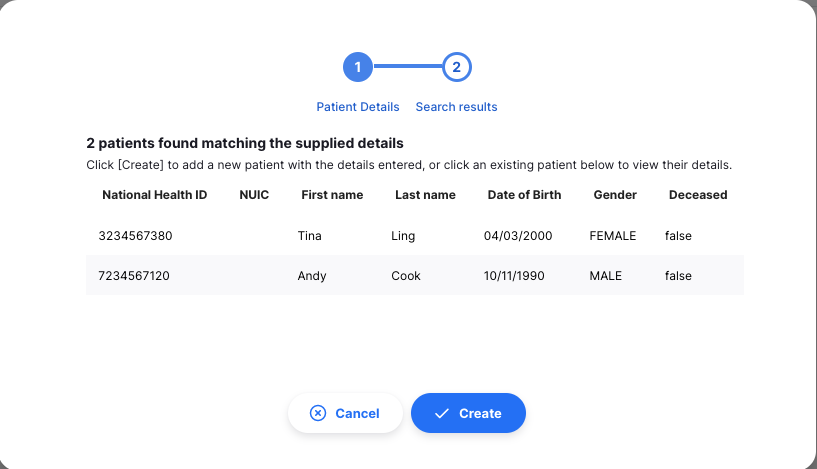 1 2
Patient Details Search results
2 patients found matching the supplied details
Click [Create] to add a new patient with the details entered, or click an existing patient below to view their details.
National Health ID NUIC First name Last name Date of Birth Gender Deceased
3234567380 Tina Ling 04/03/2000 FEMALE false
7234567120 Andy Cook 10/11/1990 MALE false
Cancel Create